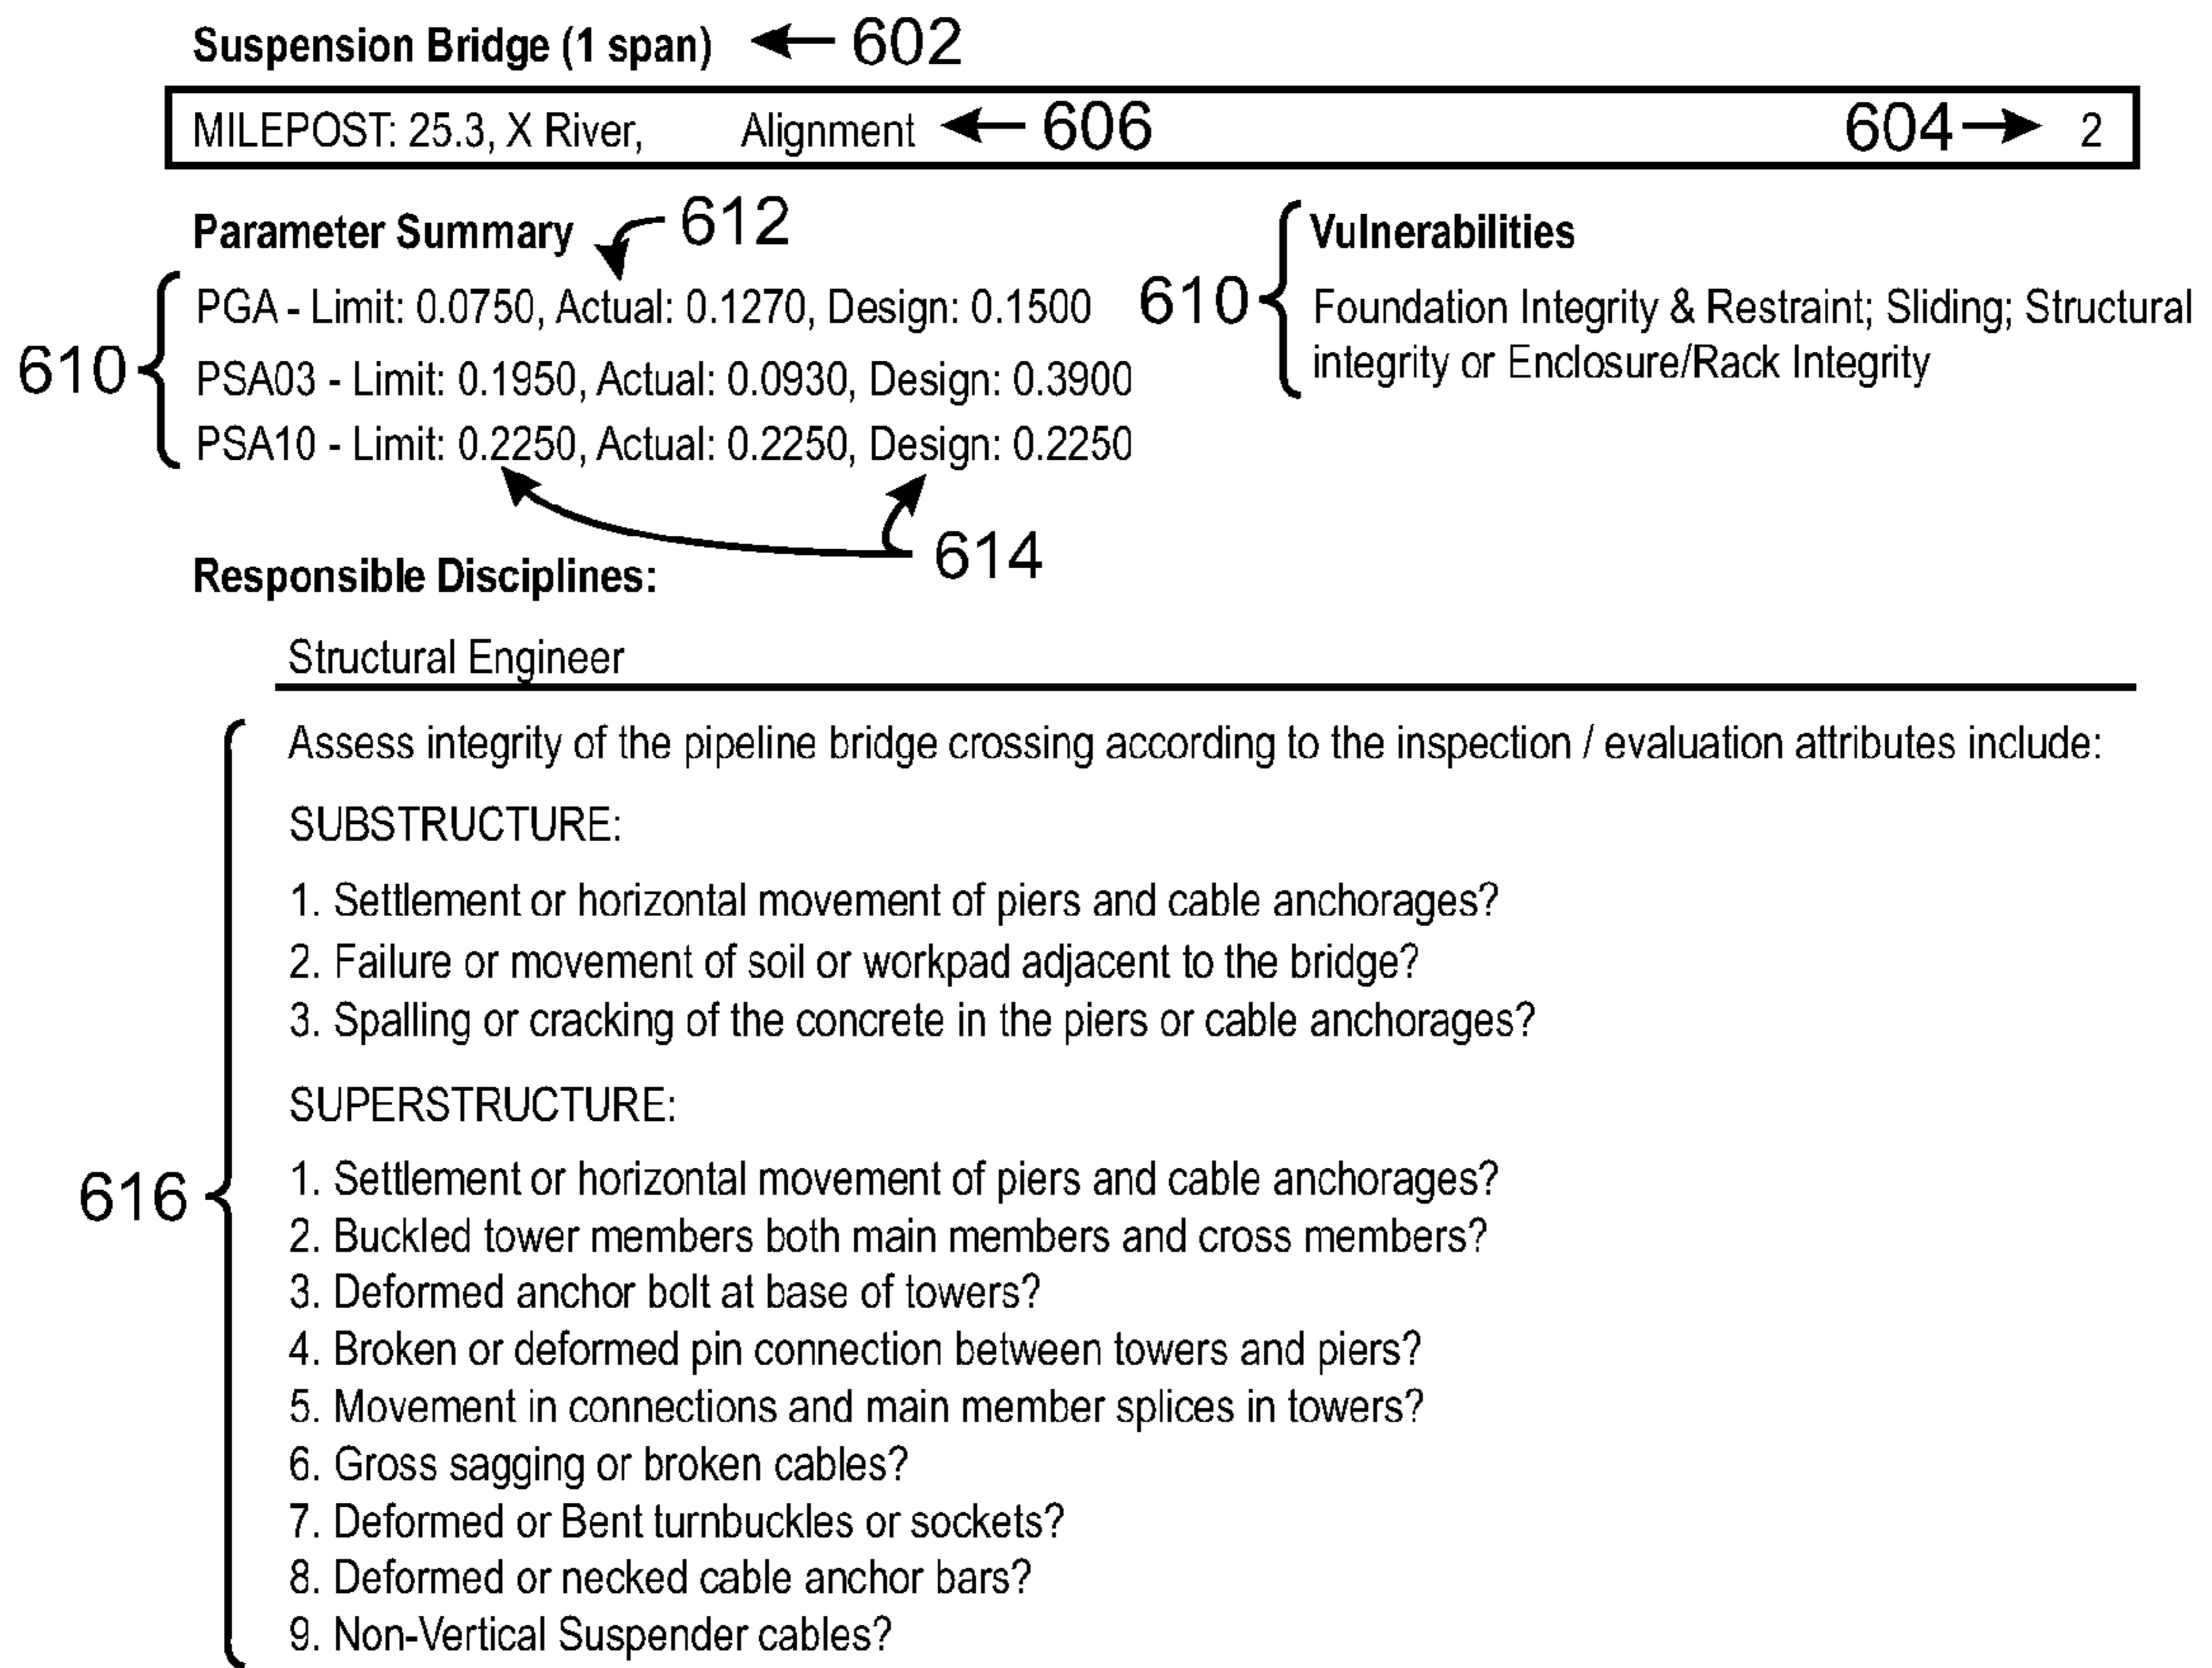 Suspension Bridge (1 span) 602
MILEPOST: 25.3, X River, Alignment 606 604 2
Parameter Summary 612
610
PGA - Limit: 0.0750, Actual: 0.1270, Design: 0.1500
PSA03 - Limit: 0.1950, Actual: 0.0930, Design: 0.3900
PSA10 - Limit: 0.2250, Actual: 0.2250, Design: 0.2250
614
610
Vulnerabilities
Foundation Integrity & Restraint; Sliding; Structural
integrity or Enclosure/Rack Integrity
Responsible Disciplines:
Structural Engineer
616
Assess integrity of the pipeline bridge crossing according to the inspection / evaluation attributes include:
SUBSTRUCTURE:
1. Settlement or horizontal movement of piers and cable anchorages?
2. Failure or movement of soil or workpad adjacent to the bridge?
3. Spalling or cracking of the concrete in the piers or cable anchorages?
SUPERSTRUCTURE:
1. Settlement or horizontal movement of piers and cable anchorages?
2. Buckled tower members both main members and cross members?
3. Deformed anchor bolt at base of towers?
4. Broken or deformed pin connection between towers and piers?
5. Movement in connections and main member splices in towers?
6. Gross sagging or broken cables?
7. Deformed or Bent turnbuckles or sockets?
8. Deformed or necked cable anchor bars?
9. Non-Vertical Suspender cables?